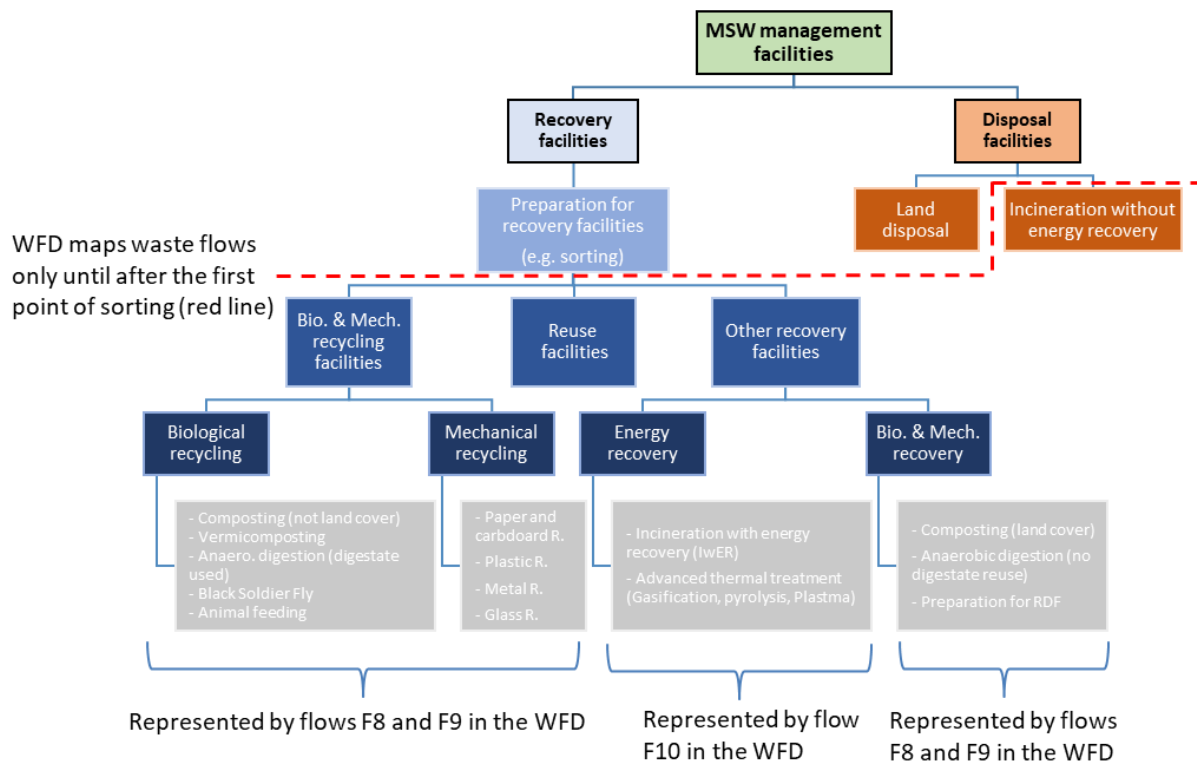 MSW management
facilities
Recovery
facilities
Disposal
facilities
Preparation for
recovery facilities
(e.g. sorting)
Land
disposal
Incineration without
energy recovery
WFD maps waste flows
only until after the first
point of sorting (red line)
Bio. & Mech.
recycling
facilities
Reuse
facilities
Other recovery
facilities
Biological
recycling
Mechanical
recycling
Energy
recovery
Bio. & Mech.
recovery
- Composting (not land cover)
- Vermicomposting
- Anaero. digestion (digestate
used)
- Black Soldier Fly
- Animal feeding
- Paper and
carbdoard R.
- Plastic R.
- Metal R.
- Glass R.
- Incineration with energy
recovery (IwER)
- Advanced thermal treatment
(Gasification, pyrolysis, Plastma)
- Composting (land cover)
- Anaerobic digestion (no
digestate reuse)
- Preparation for RDF
Represented by flows F8 and F9 in the WFD
Represented by flow
F10 in the WFD
Represented by flows
F8 and F9 in the WFD